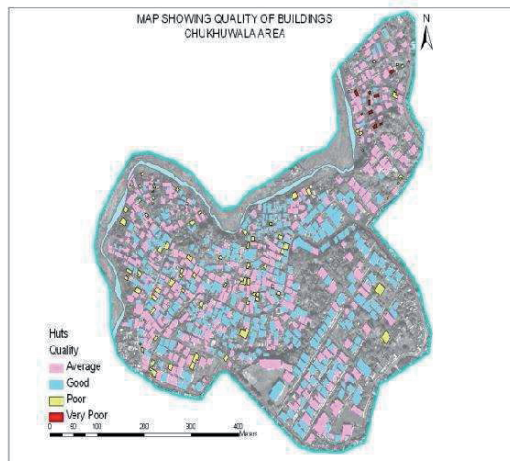 MAP SHOWING QUALITY OF BUILDINGS
CHUKHUWALA AREA
N
Huts
Quality
Average
Good
Poor
Very Poor
0 50 100 200 300 400